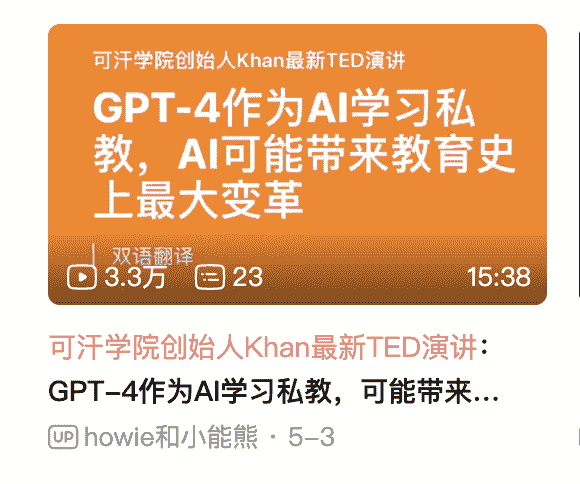 可汗学院创始人Khan最新TED演讲
GPT-4作为AI学习私
教，AI可能带来教育史
上最大变革
双语翻译
3.3万 23 15:38
可汗学院创始人Khan最新TED演讲：
GPT-4作为AI学习私教，可能带来...
UP howie和小能熊 · 5-3